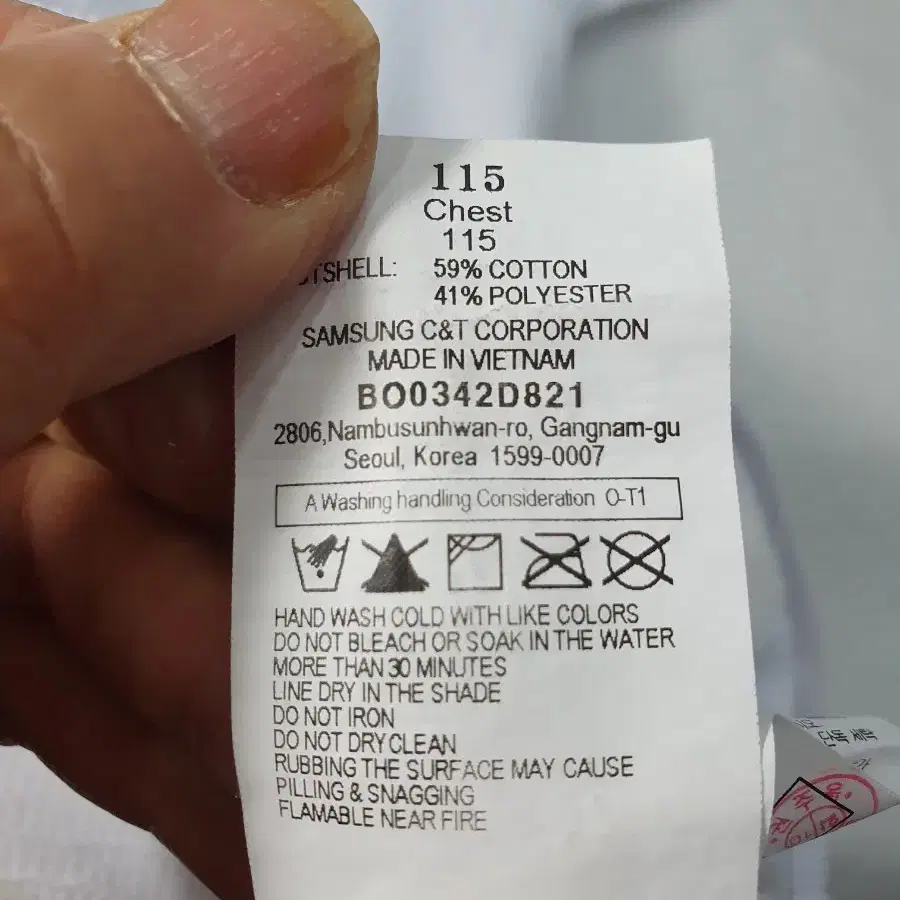 115
Chest
115
59% COTTON
41% POLYESTER
SAMSUNG C&T CORPORATION
MADE IN VIETNAM
BO0342D821
2806,Nambusunhwan-ro, Gangnam-gu
Seoul, Korea 1599-0007
A Washing handling Consideration O-T1
HAND WASH COLD WITH LIKE COLORS
DO NOT BLEACH OR SOAK IN THE WATER
MORE THAN 30 MINUTES
LINE DRY IN THE SHADE
DO NOT IRON
DO NOT DRY CLEAN
RUBBING THE SURFACE MAY CAUSE
PILLING & SNAGGING
FLAMABLE NEAR FIRE